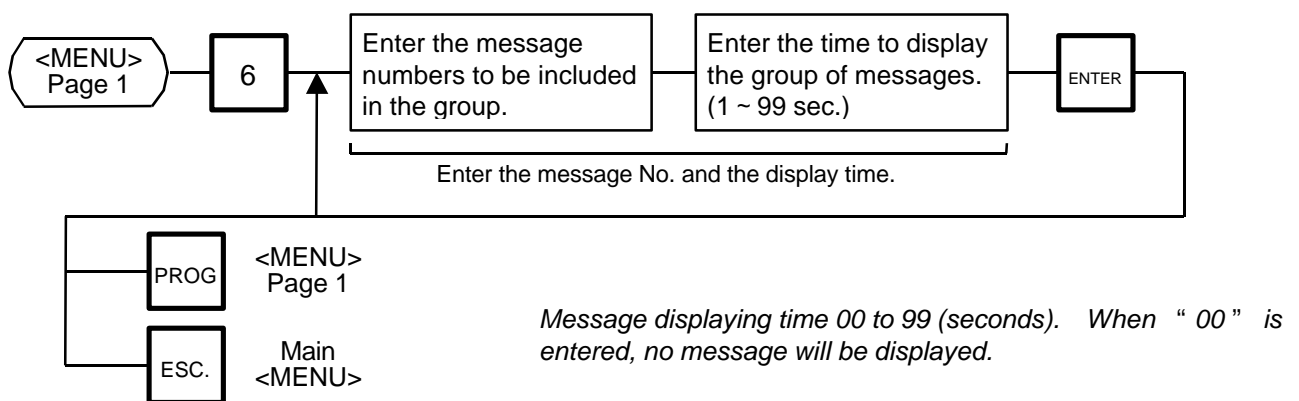 <MENU>
Page 1
6
Enter the message
numbers to be included
in the group.
Enter the time to display
the group of messages.
(1 ~ 99 sec.)
ENTER
Enter the message No. and the display time.
PROG
<MENU>
Page 1
ESC.
Main
<MENU>
Message displaying time 00 to 99 (seconds). When “ 00 ” is
entered, no message will be displayed.